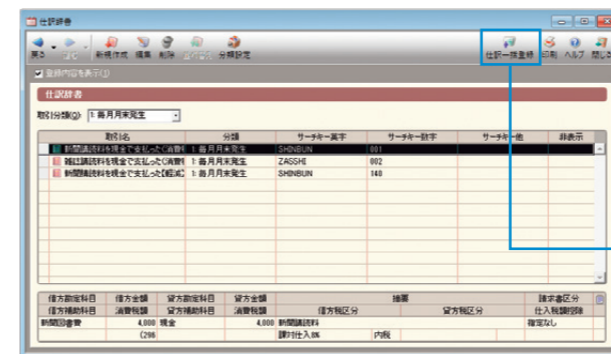 仕訳辞書
戻る 新規作成 編集 削除 分類設定 仕訳一括登録 印刷 ヘルプ 閉じる
登録内容を表示(J)
仕訳辞書
取引分類(Q): 1:毎月月末発生
取引名 分類 サーチキー英字 サーチキー数字 サーチキー他 非表示
新聞購読料を現金で支払った(消費 1:毎月月末発生 SHINBUN 001
雑誌購読料を現金で支払った(消費 1:毎月月末発生 ZASSHI 002
新聞購読料を現金で支払った【軽減】 1:毎月月末発生 SHINBUN 140
借方勘定科目 借方金額 貸方勘定科目 貸方金額 摘要 請求書区分
借方補助科目 消費税額 貸方補助科目 消費税額 借方税区分 貸方税区分 仕入税額控除
新聞図書費 4,000 現金 4,000 新聞購読料 指定なし
(296 課対仕入8% 内税